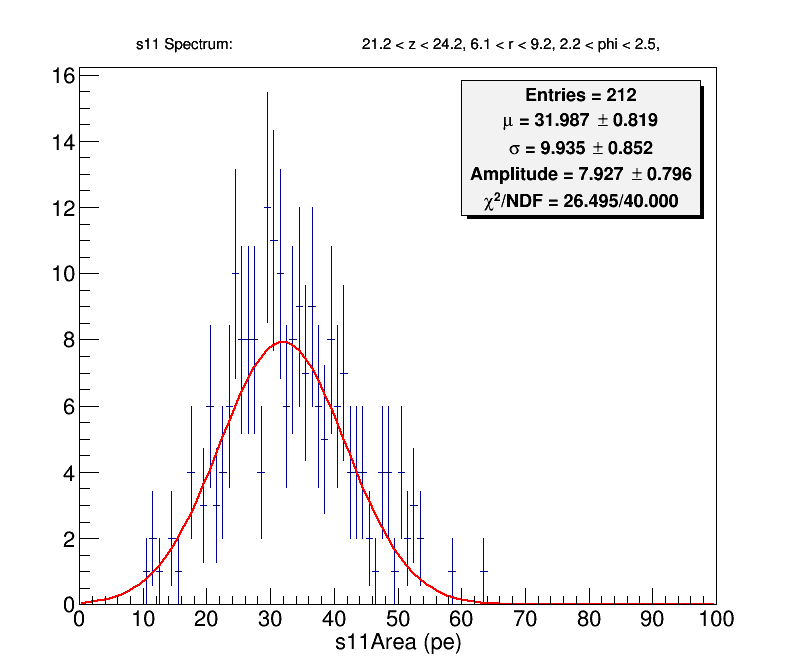 s11 Spectrum: 21.2 < z < 24.2, 6.1 < r < 9.2, 2.2 < phi < 2.5,
Entries = 212
μ = 31.987 ± 0.819
σ = 9.935 ± 0.852
Amplitude = 7.927 ± 0.796
χ²/NDF = 26.495/40.000
16
14
12
10
8
6
4
2
0
0 10 20 30 40 50 60 70 80 90 100
s11Area (pe)